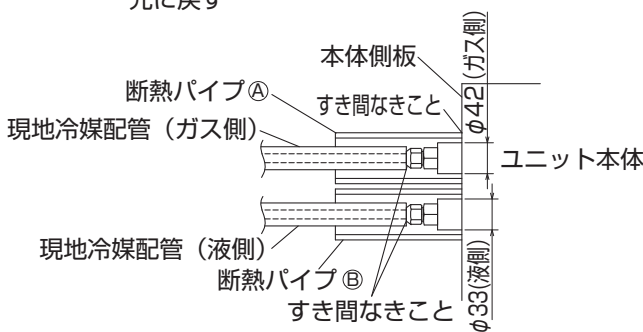 元に戻す
本体側板
φ42(ガス側)
断熱パイプⒶ
すき間なきこと
現地冷媒配管（ガス側）
ユニット本体
現地冷媒配管（液側）
断熱パイプⒷ
すき間なきこと
φ33(液側)